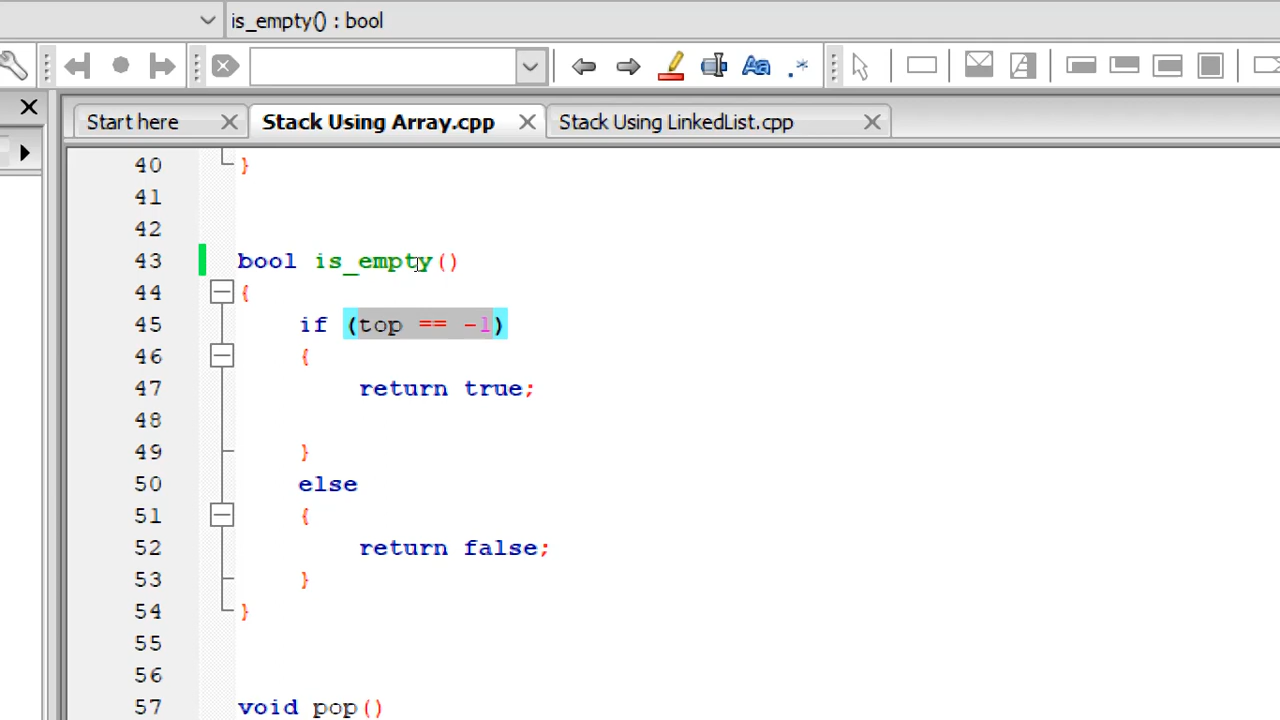 is_empty() : bool
Start here
Stack Using Array.cpp
Stack Using LinkedList.cpp
40 }
41
42
43 bool is_empty()
44 {
45 if (top == -1)
46 {
47 return true;
48
49 }
50 else
51 {
52 return false;
53 }
54 }
55
56
57 void pop()